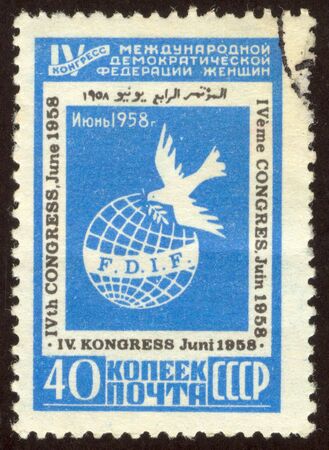 IV КОНГРЕСС
МЕЖДУНАРОДНОЙ
ДЕМОКРАТИЧЕСКОЙ
ФЕДЕРАЦИИ ЖЕНЩИН
المؤتمر الرابع يونيو ١٩٥٨
Июнь 1958 г
IVth CONGRESS, June 1958
IVème CONGRES, Juin 1958
F. D. I. F.
· IV. KONGRESS Juni 1958 ·
40 КОПЕЕК
ПОЧТА СССР